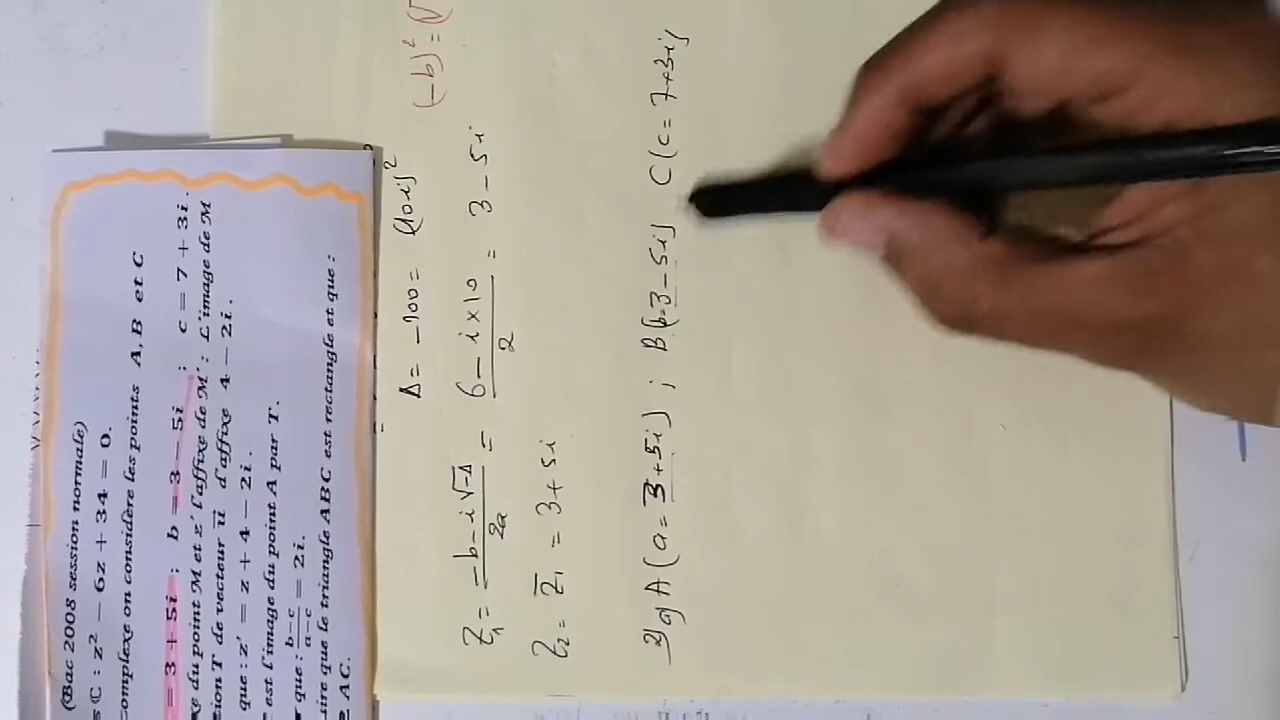 (Bac 2008 session normale)
ℂ : z² − 6z + 34 = 0.
complexe on considère les points A, B et C
= 3 + 5i ; b = 3 − 5i ; c = 7 + 3i.
du point M et z' l'affixe de M' : L'image de M
T de vecteur u⃗ d'affixe 4 − 2i.
que : z' = z + 4 − 2i.
est l'image du point A par T.
que : (b−c)/(a−c) = 2i.
que le triangle ABC est rectangle et que :
AC.
Δ = −100 = (10i)² (−b)² = (√
Z₁ = (−b − i√−Δ)/2a = (6 − i×10)/2 = 3 − 5i
Z₂ = Z̄₁ = 3 + 5i
2) a) A(a = 3+5i) ; B(b=3 − 5i) C(c = 7+3i)